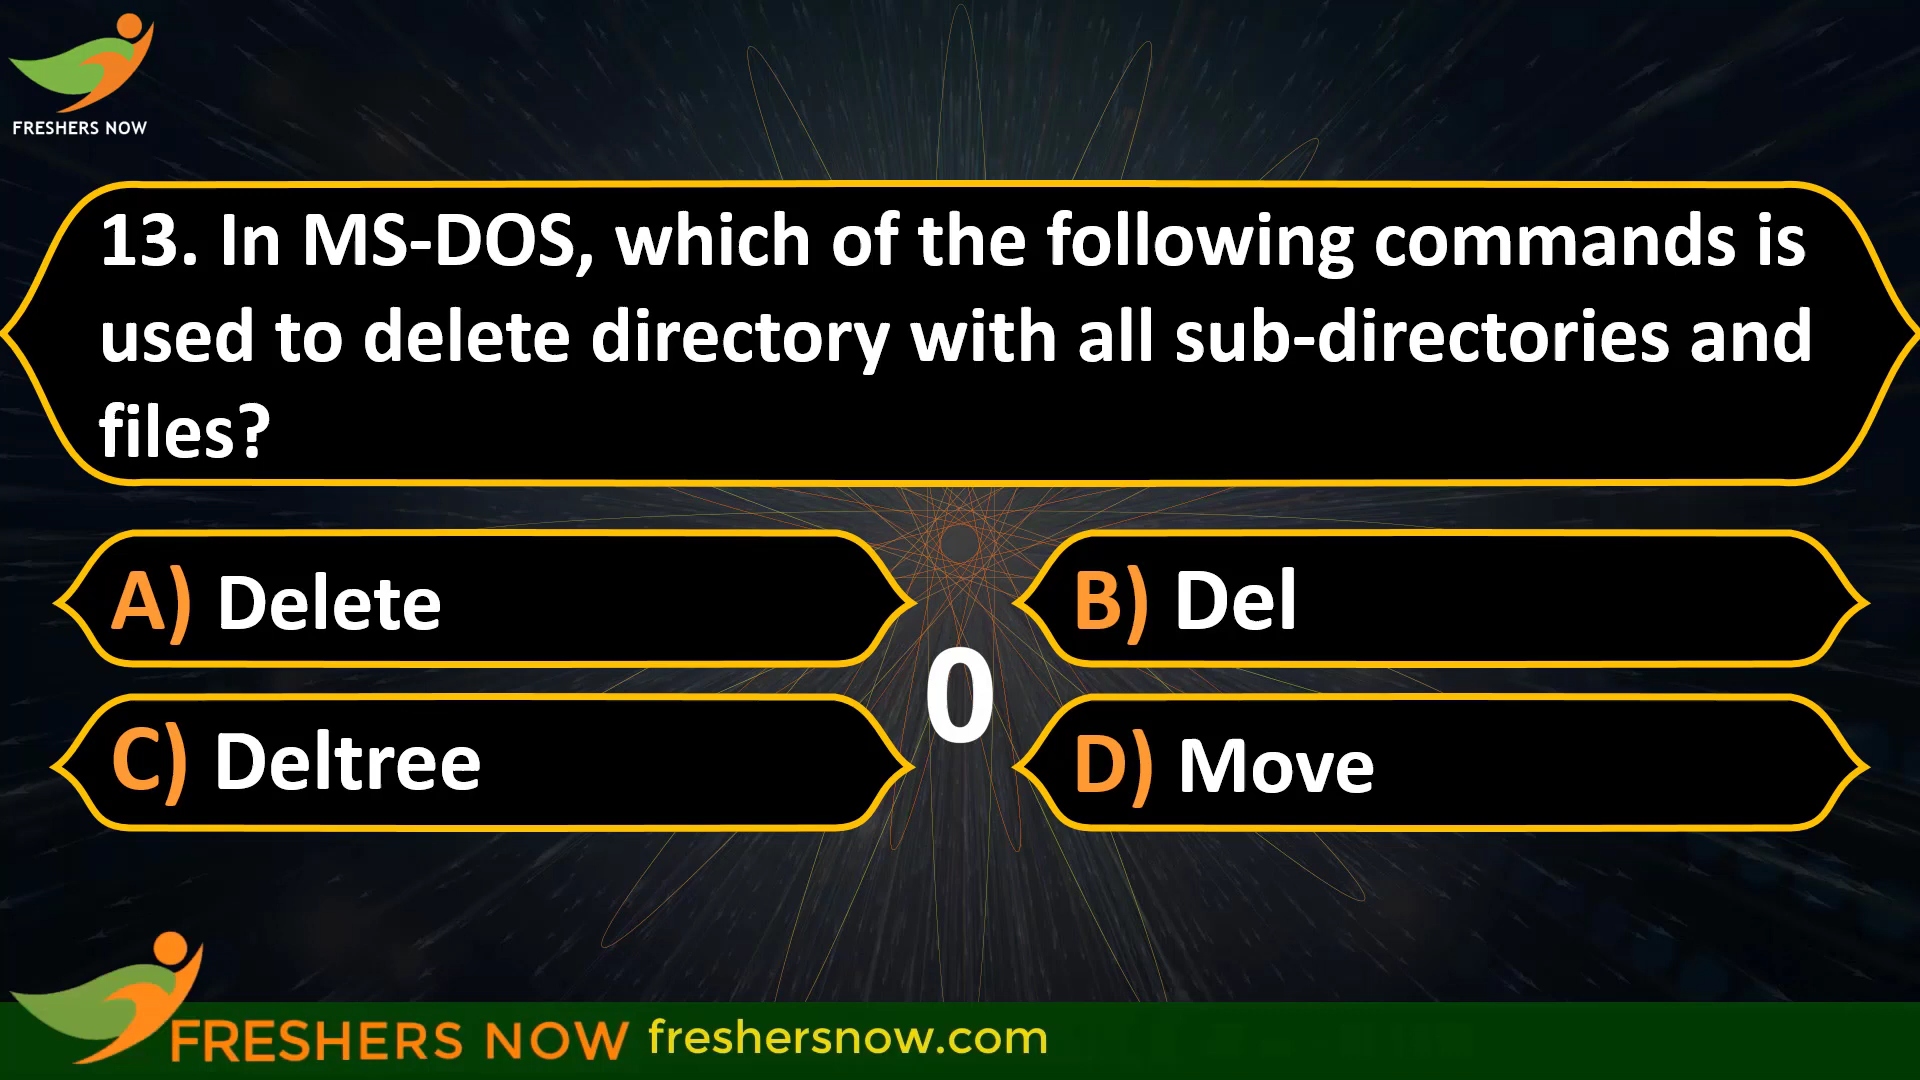 FRESHERS NOW
13. In MS-DOS, which of the following commands is
used to delete directory with all sub-directories and
files?
A) Delete
B) Del
0
C) Deltree
D) Move
FRESHERS NOW freshersnow.com